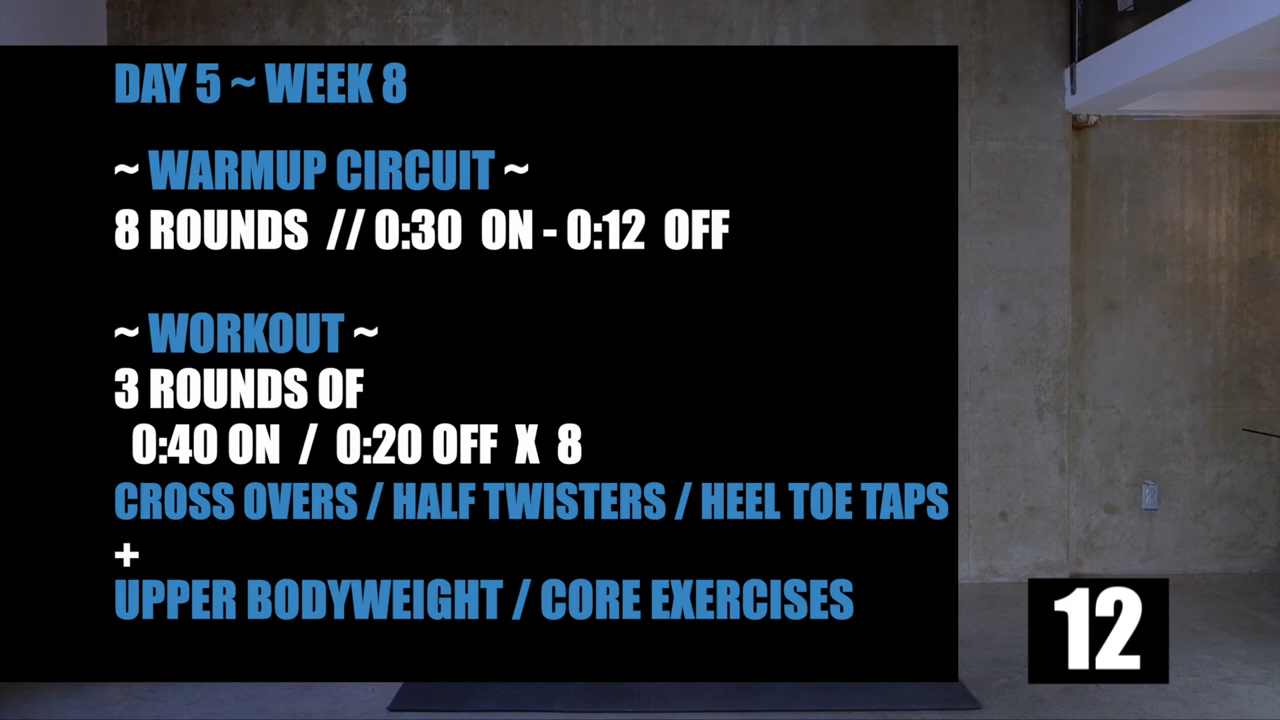 DAY 5 ~ WEEK 8
~ WARMUP CIRCUIT ~
8 ROUNDS // 0:30 ON - 0:12 OFF
~ WORKOUT ~
3 ROUNDS OF
0:40 ON / 0:20 OFF X 8
CROSS OVERS / HALF TWISTERS / HEEL TOE TAPS
+
UPPER BODYWEIGHT / CORE EXERCISES
12